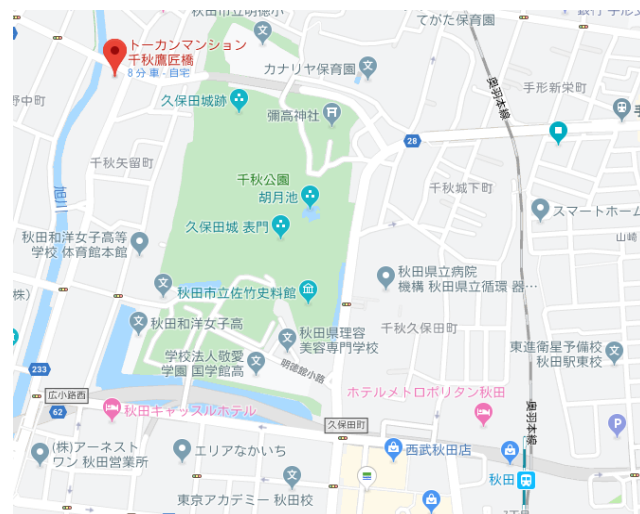 秋田市立明徳小
てがた保育園
トーカンマンション
千秋鷹匠橋
8 分 車 - 自宅
カナリヤ保育園
奥羽本線
手形新栄町
野中町
久保田城跡
彌高神社
28
千秋矢留町
千秋公園
胡月池
千秋城下町
旭川
久保田城 表門
スマートホーム
山崎
秋田和洋女子高等
学校 体育館本館
秋田市立佐竹史料館
秋田県立病院
機構 秋田県立循環 器…
株)
秋田和洋女子高
秋田県理容
美容専門学校
千秋久保田町
学校法人敬愛
学園 国学館高
明徳館小路
東進衛星予備校
秋田駅東校
233
広小路西
62
ホテルメトロポリタン秋田
秋田キャッスルホテル
久保田町
奥羽本線
(株)アーネスト
ワン 秋田営業所
エリアなかいち
西武秋田店
秋田
東京アカデミー 秋田校